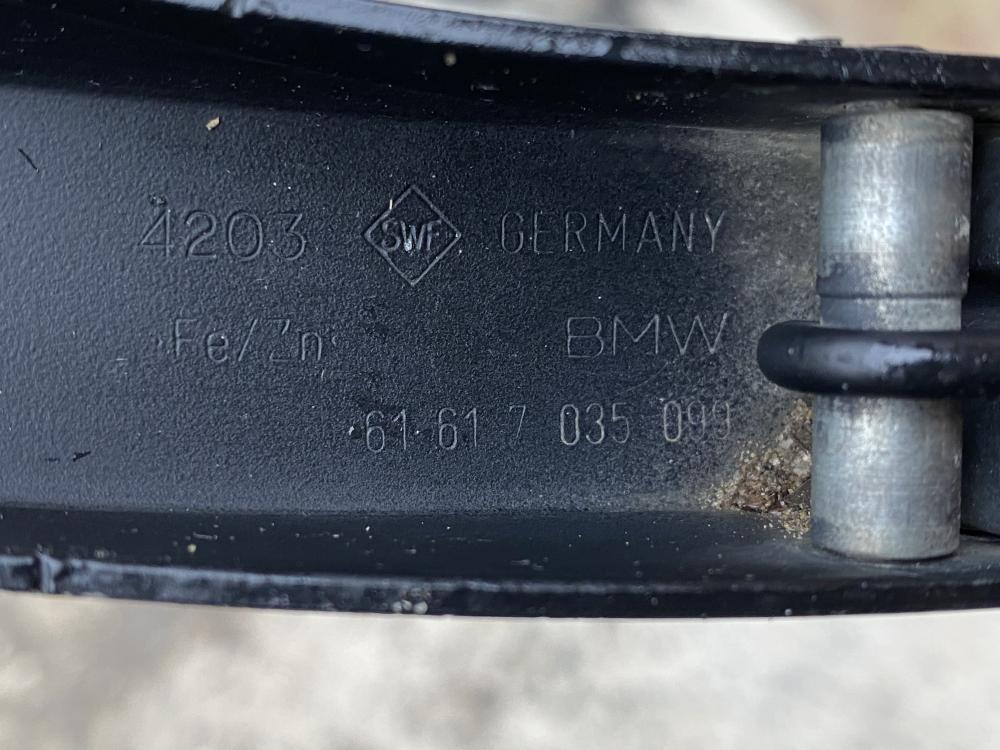 4203 SWF GERMANY
Fe/Zn BMW
61 61 7 035 099